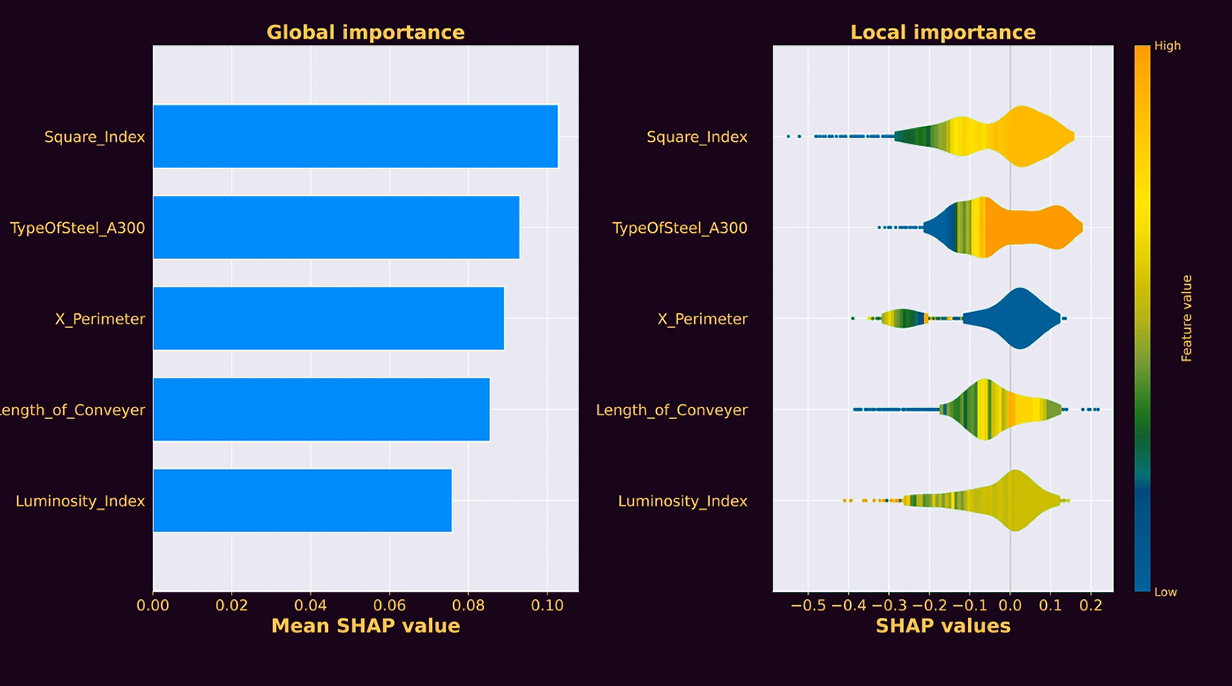 Global importance
Square_Index
TypeOfSteel_A300
X_Perimeter
Length_of_Conveyer
Luminosity_Index
0.00 0.02 0.04 0.06 0.08 0.10
Mean SHAP value
Local importance
Square_Index
TypeOfSteel_A300
X_Perimeter
Length_of_Conveyer
Luminosity_Index
−0.5 −0.4 −0.3 −0.2 −0.1 0.0 0.1 0.2
SHAP values
High
Feature value
Low